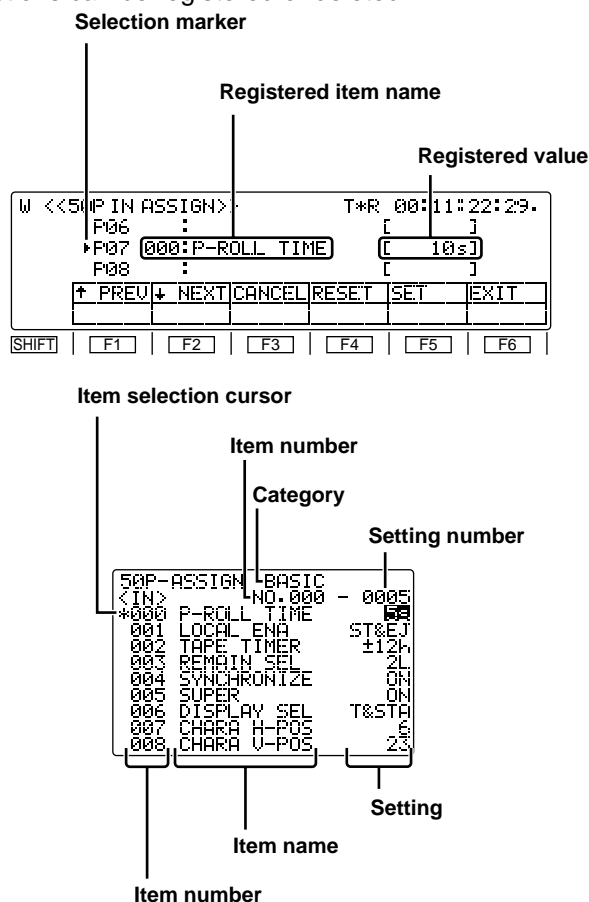 Selection marker
Registered item name
Registered value
W <<50P IN ASSIGN>> T*R 00:11:22:29.
P06 : [ ]
P07 000:P-ROLL TIME [ 10s]
P08 : [ ]
↑ PREV ↓ NEXT CANCEL RESET SET EXIT
SHIFT F1 F2 F3 F4 F5 F6
Item selection cursor
Item number
Category
Setting number
50P-ASSIGN BASIC
<IN> NO.000 - 0005
*000 P-ROLL TIME 5s
001 LOCAL ENA ST&EJ
002 TAPE TIMER ±12h
003 REMAIN SEL 2L
004 SYNCHRONIZE ON
005 SUPER ON
006 DISPLAY SEL T&STA
007 CHARA H-POS 6
008 CHARA V-POS 23
Setting
Item name
Item number